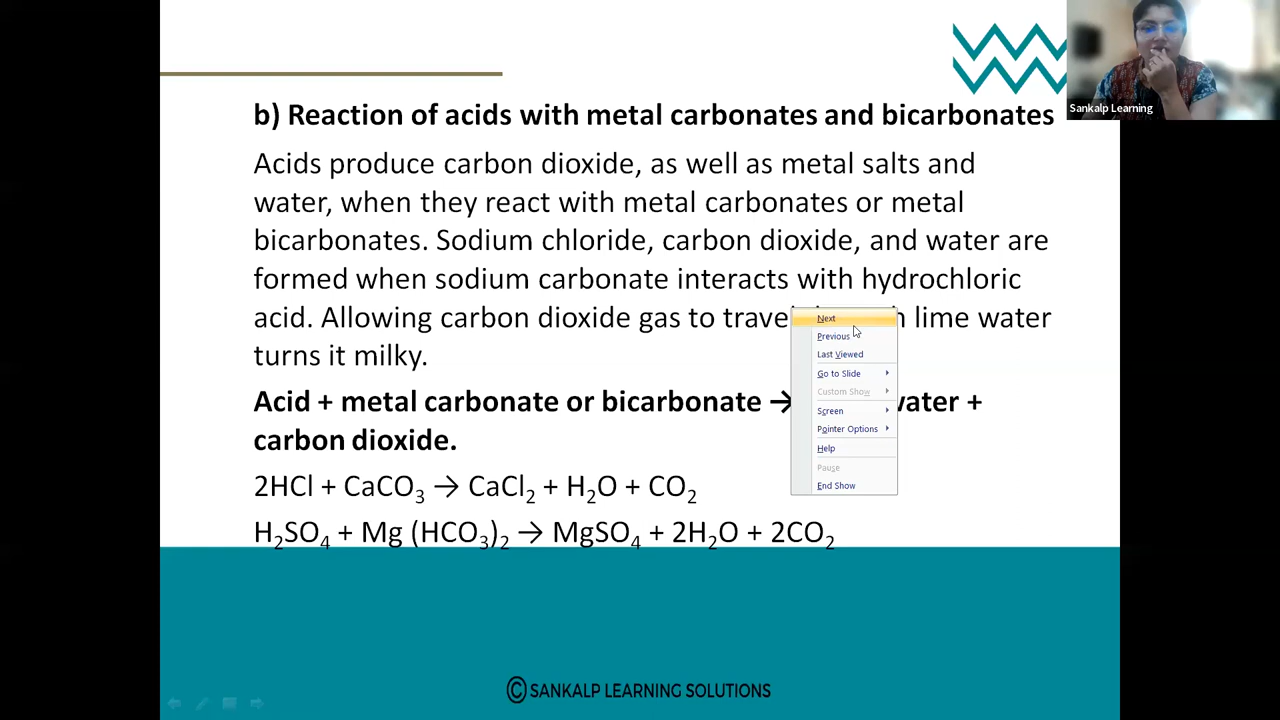 b) Reaction of acids with metal carbonates and bicarbonates
Sankalp Learning
Acids produce carbon dioxide, as well as metal salts and
water, when they react with metal carbonates or metal
bicarbonates. Sodium chloride, carbon dioxide, and water are
formed when sodium carbonate interacts with hydrochloric
acid. Allowing carbon dioxide gas to lime water
turns it milky.
Acid + metal carbonate or bicarbonate → +
carbon dioxide.
2HCl + CaCO₃ → CaCl₂ + H₂O + CO₂
H₂SO₄ + Mg (HCO₃)₂ → MgSO₄ + 2H₂O + 2CO₂
Next
Previous
Last Viewed
Go to Slide
Custom Show
Screen
Pointer Options
Help
Pause
End Show
© SANKALP LEARNING SOLUTIONS